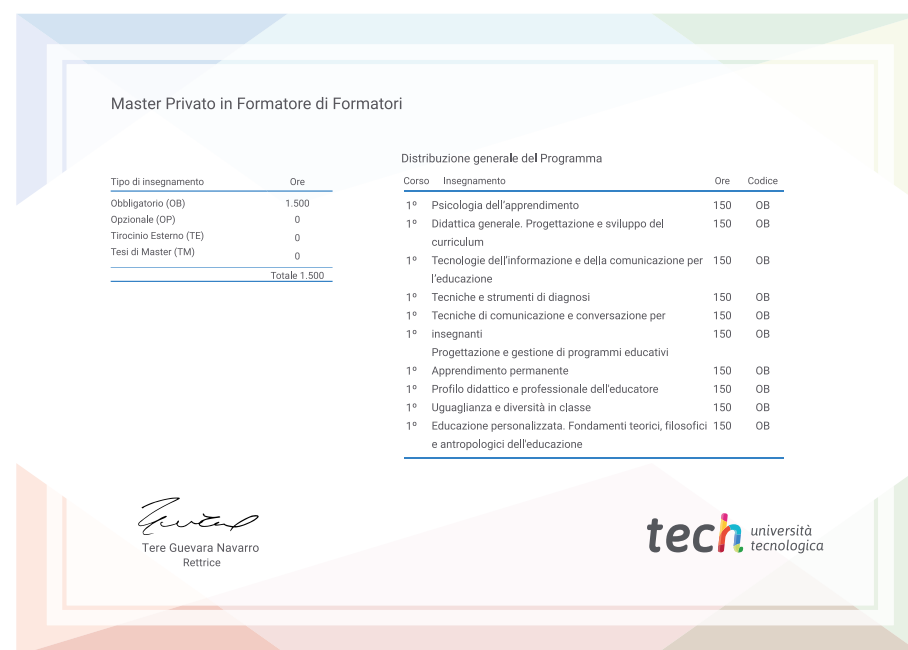 Master Privato in Formatore di Formatori
Tipo di insegnamento Ore
Obbligatorio (OB) 1.500
Opzionale (OP) 0
Tirocinio Esterno (TE) 0
Tesi di Master (TM) 0
Totale 1.500
Distribuzione generale del Programma
Corso Insegnamento Ore Codice
1º Psicologia dell'apprendimento 150 OB
1º Didattica generale. Progettazione e sviluppo del 150 OB
curriculum
1º Tecnologie dell'informazione e della comunicazione per 150 OB
l'educazione
1º Tecniche e strumenti di diagnosi 150 OB
1º Tecniche di comunicazione e conversazione per 150 OB
1º insegnanti 150 OB
Progettazione e gestione di programmi educativi
1º Apprendimento permanente 150 OB
1º Profilo didattico e professionale dell'educatore 150 OB
1º Uguaglianza e diversità in classe 150 OB
1º Educazione personalizzata. Fondamenti teorici, filosofici 150 OB
e antropologici dell'educazione
Tere Guevara Navarro
Rettrice
tech università
tecnologica